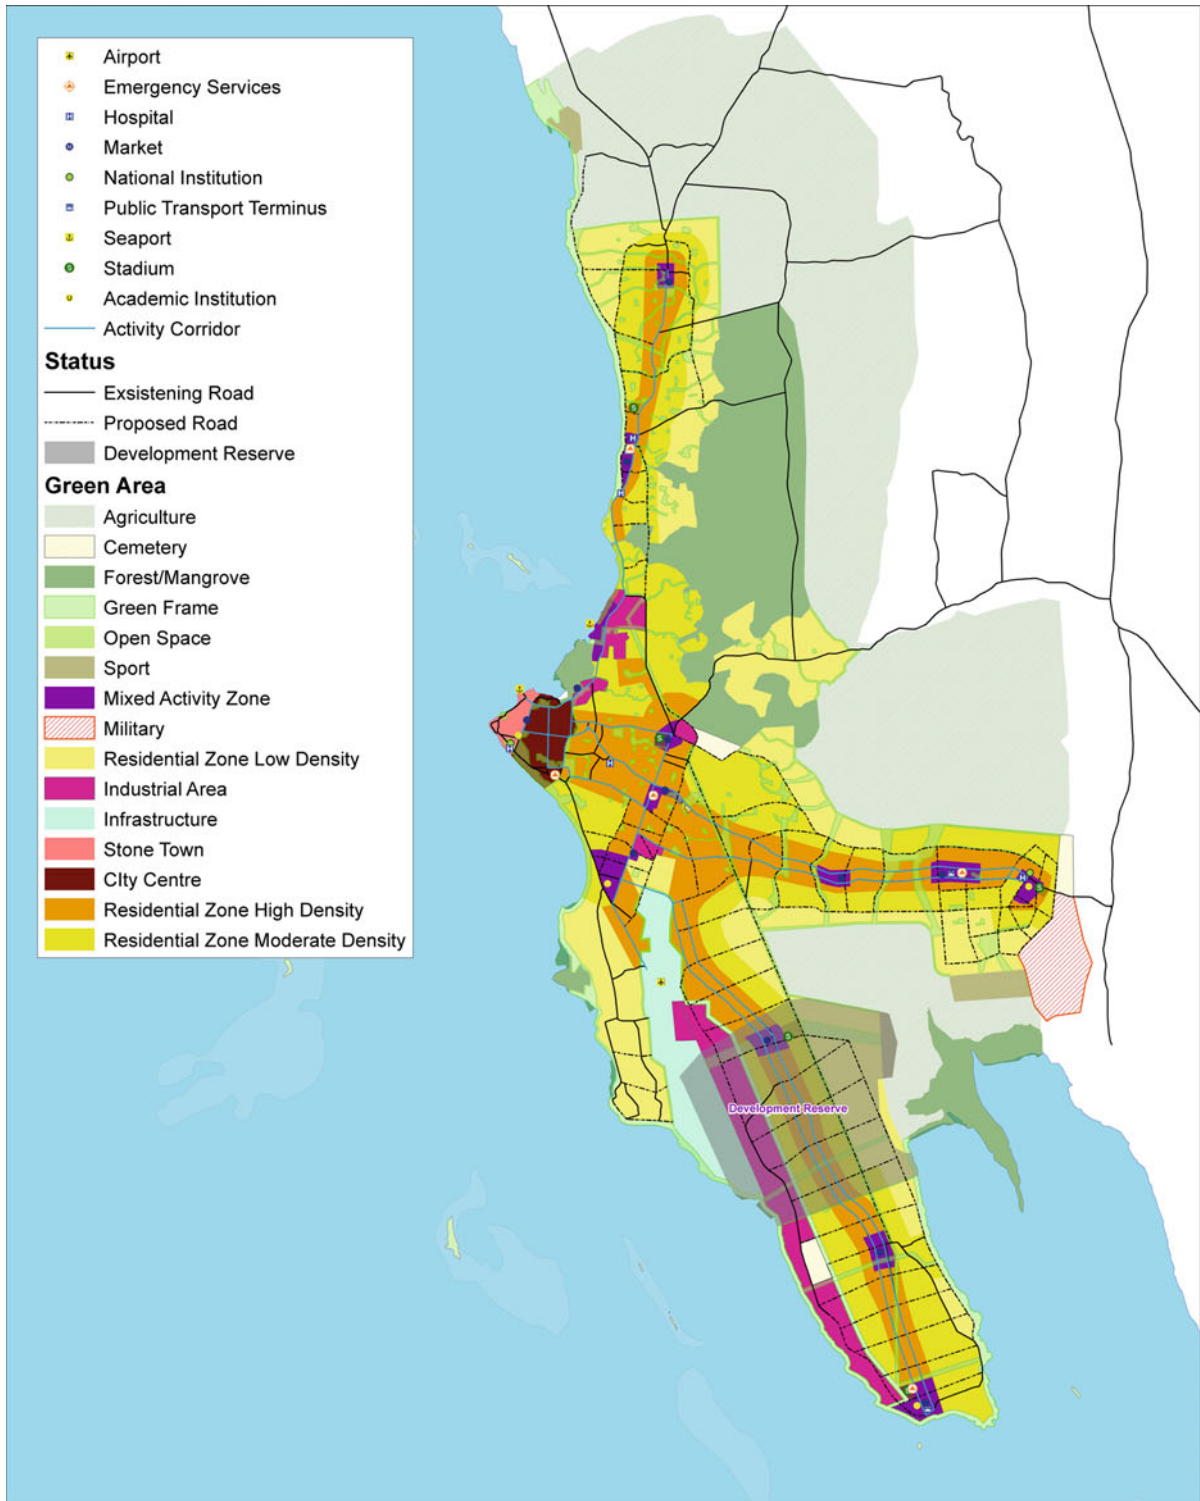 Airport
Emergency Services
Hospital
Market
National Institution
Public Transport Terminus
Seaport
Stadium
Academic Institution
Activity Corridor
Status
Exsistening Road
Proposed Road
Development Reserve
Green Area
Agriculture
Cemetery
Forest/Mangrove
Green Frame
Open Space
Sport
Mixed Activity Zone
Military
Residential Zone Low Density
Industrial Area
Infrastructure
Stone Town
CIty Centre
Residential Zone High Density
Residential Zone Moderate Density
Development Reserve